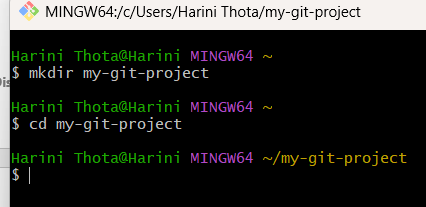 MINGW64:/c/Users/Harini Thota/my-git-project
Harini Thota@Harini MINGW64 ~
$ mkdir my-git-project
Harini Thota@Harini MINGW64 ~
$ cd my-git-project
Harini Thota@Harini MINGW64 ~/my-git-project
$